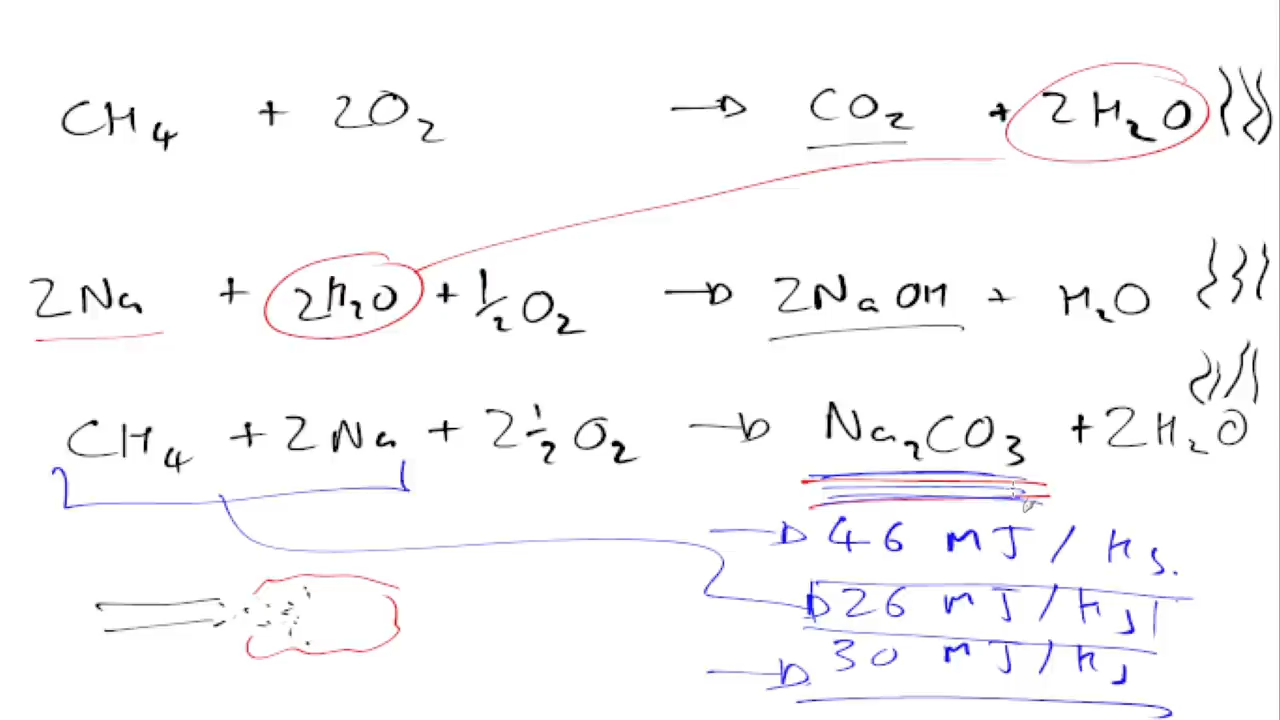 CH₄ + 2O₂ → CO₂ + 2H₂O
2Na + 2H₂O + ½O₂ → 2NaOH + H₂O
CH₄ + 2Na + 2½O₂ → Na₂CO₃ + 2H₂O
→ 46 MJ/Kg.
→ 26 MJ/Kg
→ 30 MJ/Kg